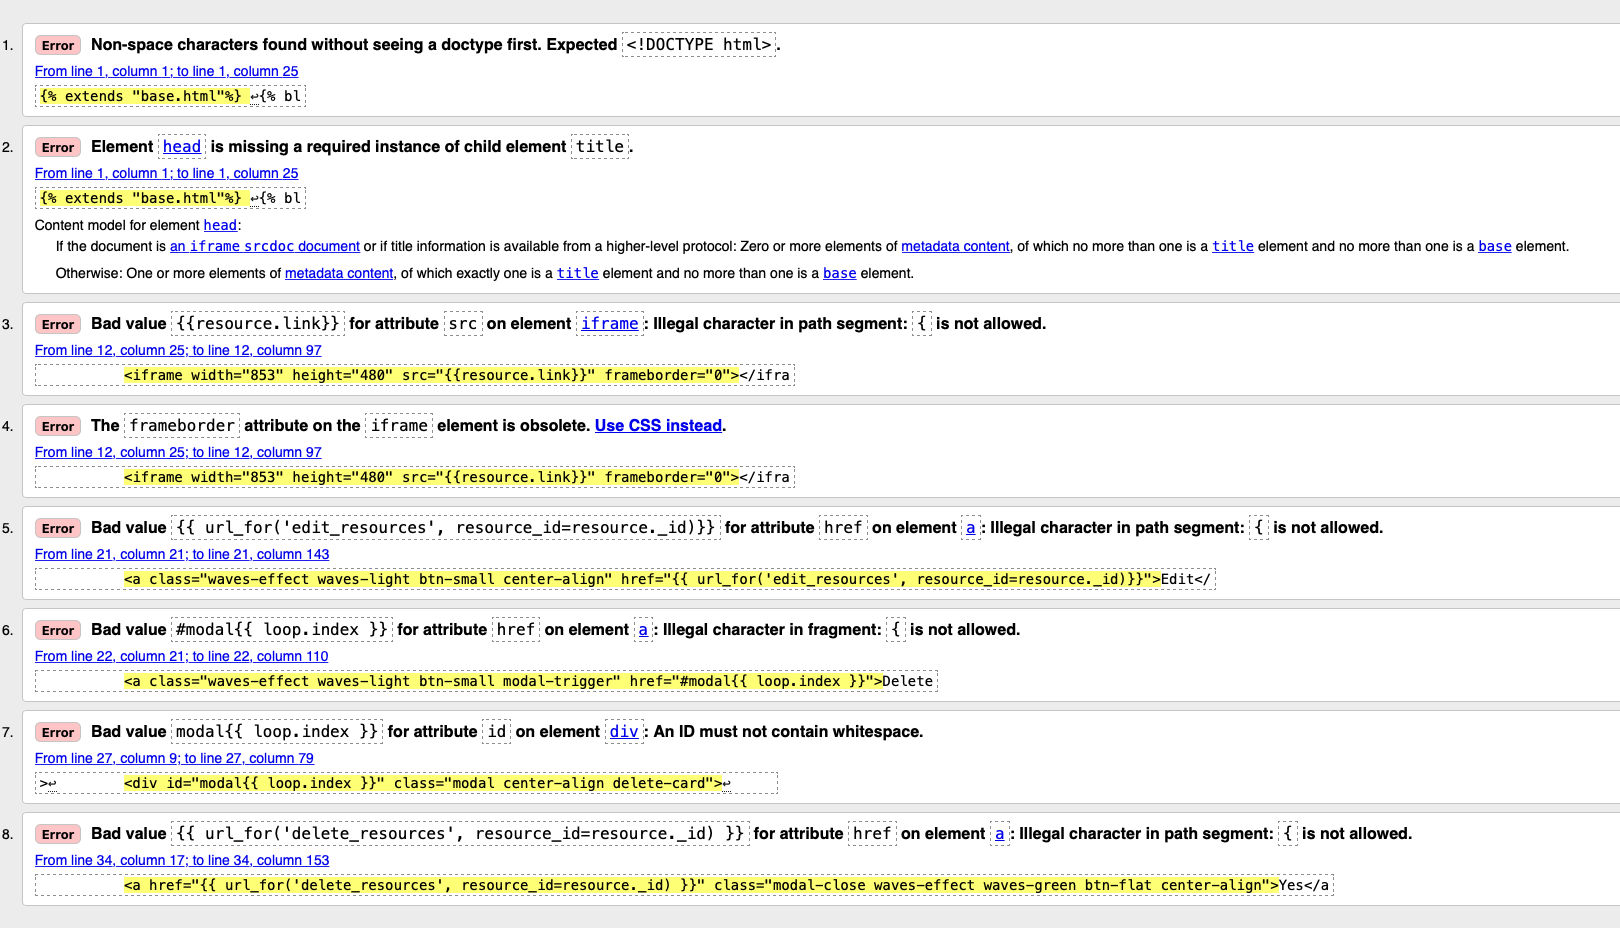 1. Error Non-space characters found without seeing a doctype first. Expected <!DOCTYPE html>.
From line 1, column 1; to line 1, column 25
{% extends "base.html"%} ↩{% bl
2. Error Element head is missing a required instance of child element title.
From line 1, column 1; to line 1, column 25
{% extends "base.html"%} ↩{% bl
Content model for element head:
If the document is an iframe srcdoc document or if title information is available from a higher-level protocol: Zero or more elements of metadata content, of which no more than one is a title element and no more than one is a base element.
Otherwise: One or more elements of metadata content, of which exactly one is a title element and no more than one is a base element.
3. Error Bad value {{resource.link}} for attribute src on element iframe: Illegal character in path segment: { is not allowed.
From line 12, column 25; to line 12, column 97
<iframe width="853" height="480" src="{{resource.link}}" frameborder="0"></ifra
4. Error The frameborder attribute on the iframe element is obsolete. Use CSS instead.
From line 12, column 25; to line 12, column 97
<iframe width="853" height="480" src="{{resource.link}}" frameborder="0"></ifra
5. Error Bad value {{ url_for('edit_resources', resource_id=resource._id)}} for attribute href on element a: Illegal character in path segment: { is not allowed.
From line 21, column 21; to line 21, column 143
<a class="waves-effect waves-light btn-small center-align" href="{{ url_for('edit_resources', resource_id=resource._id)}}">Edit</
6. Error Bad value #modal{{ loop.index }} for attribute href on element a: Illegal character in fragment: { is not allowed.
From line 22, column 21; to line 22, column 110
<a class="waves-effect waves-light btn-small modal-trigger" href="#modal{{ loop.index }}">Delete
7. Error Bad value modal{{ loop.index }} for attribute id on element div: An ID must not contain whitespace.
From line 27, column 9; to line 27, column 79
>↩ <div id="modal{{ loop.index }}" class="modal center-align delete-card">↩
8. Error Bad value {{ url_for('delete_resources', resource_id=resource._id) }} for attribute href on element a: Illegal character in path segment: { is not allowed.
From line 34, column 17; to line 34, column 153
<a href="{{ url_for('delete_resources', resource_id=resource._id) }}" class="modal-close waves-effect waves-green btn-flat center-align">Yes</a